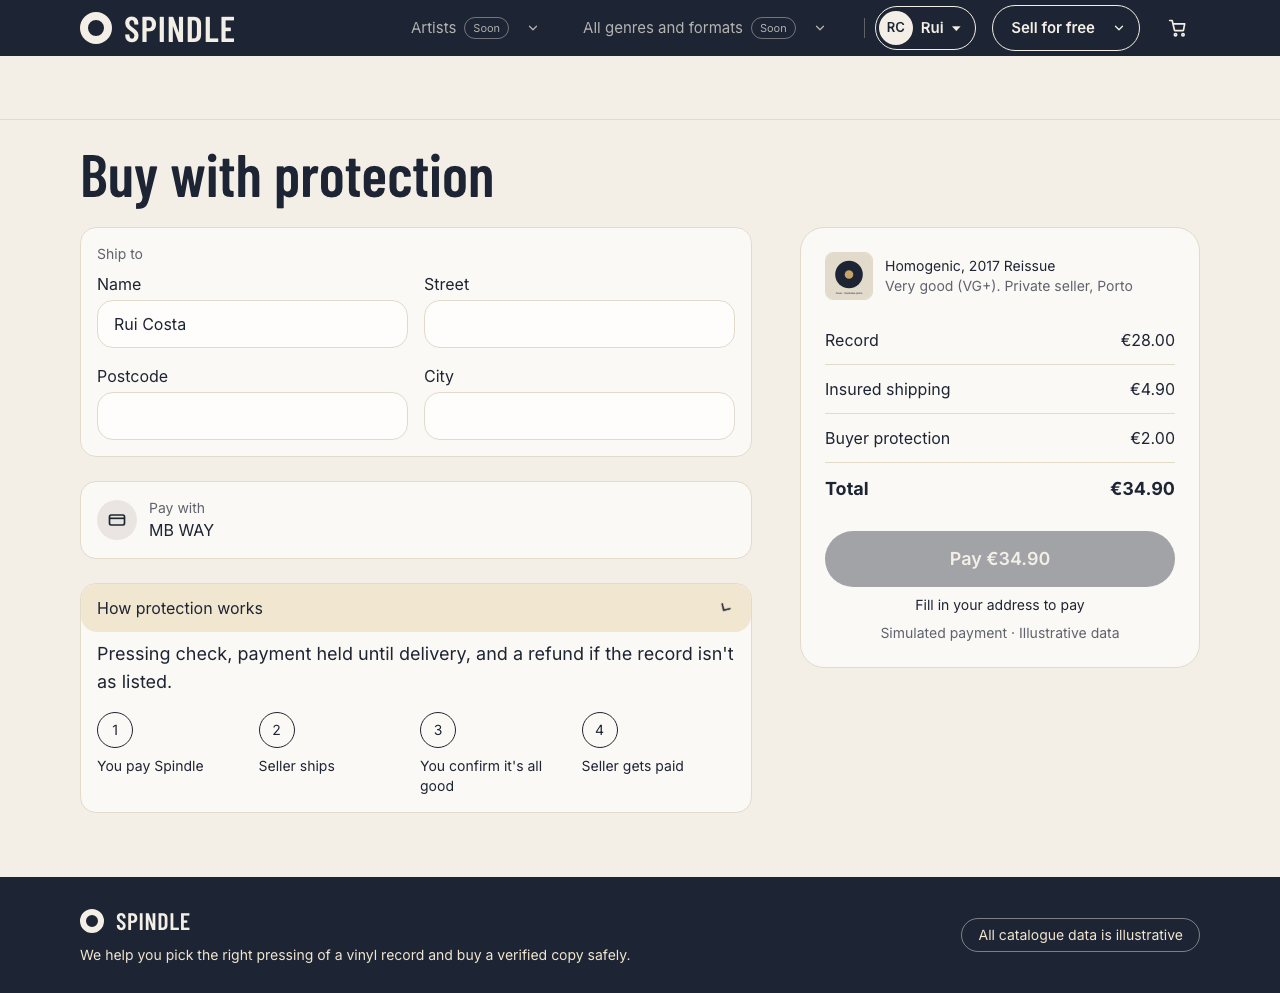 SPINDLE
Artists Soon
All genres and formats Soon
RC Rui
Sell for free
Buy with protection
Ship to
Name
Street
Rui Costa
Postcode
City
Pay with
MB WAY
How protection works
Pressing check, payment held until delivery, and a refund if the record isn't
as listed.
1
You pay Spindle
2
Seller ships
3
You confirm it's all
good
4
Seller gets paid
Homogenic, 2017 Reissue
Very good (VG+). Private seller, Porto
Record €28.00
Insured shipping €4.90
Buyer protection €2.00
Total €34.90
Pay €34.90
Fill in your address to pay
Simulated payment · Illustrative data
SPINDLE
We help you pick the right pressing of a vinyl record and buy a verified copy safely.
All catalogue data is illustrative